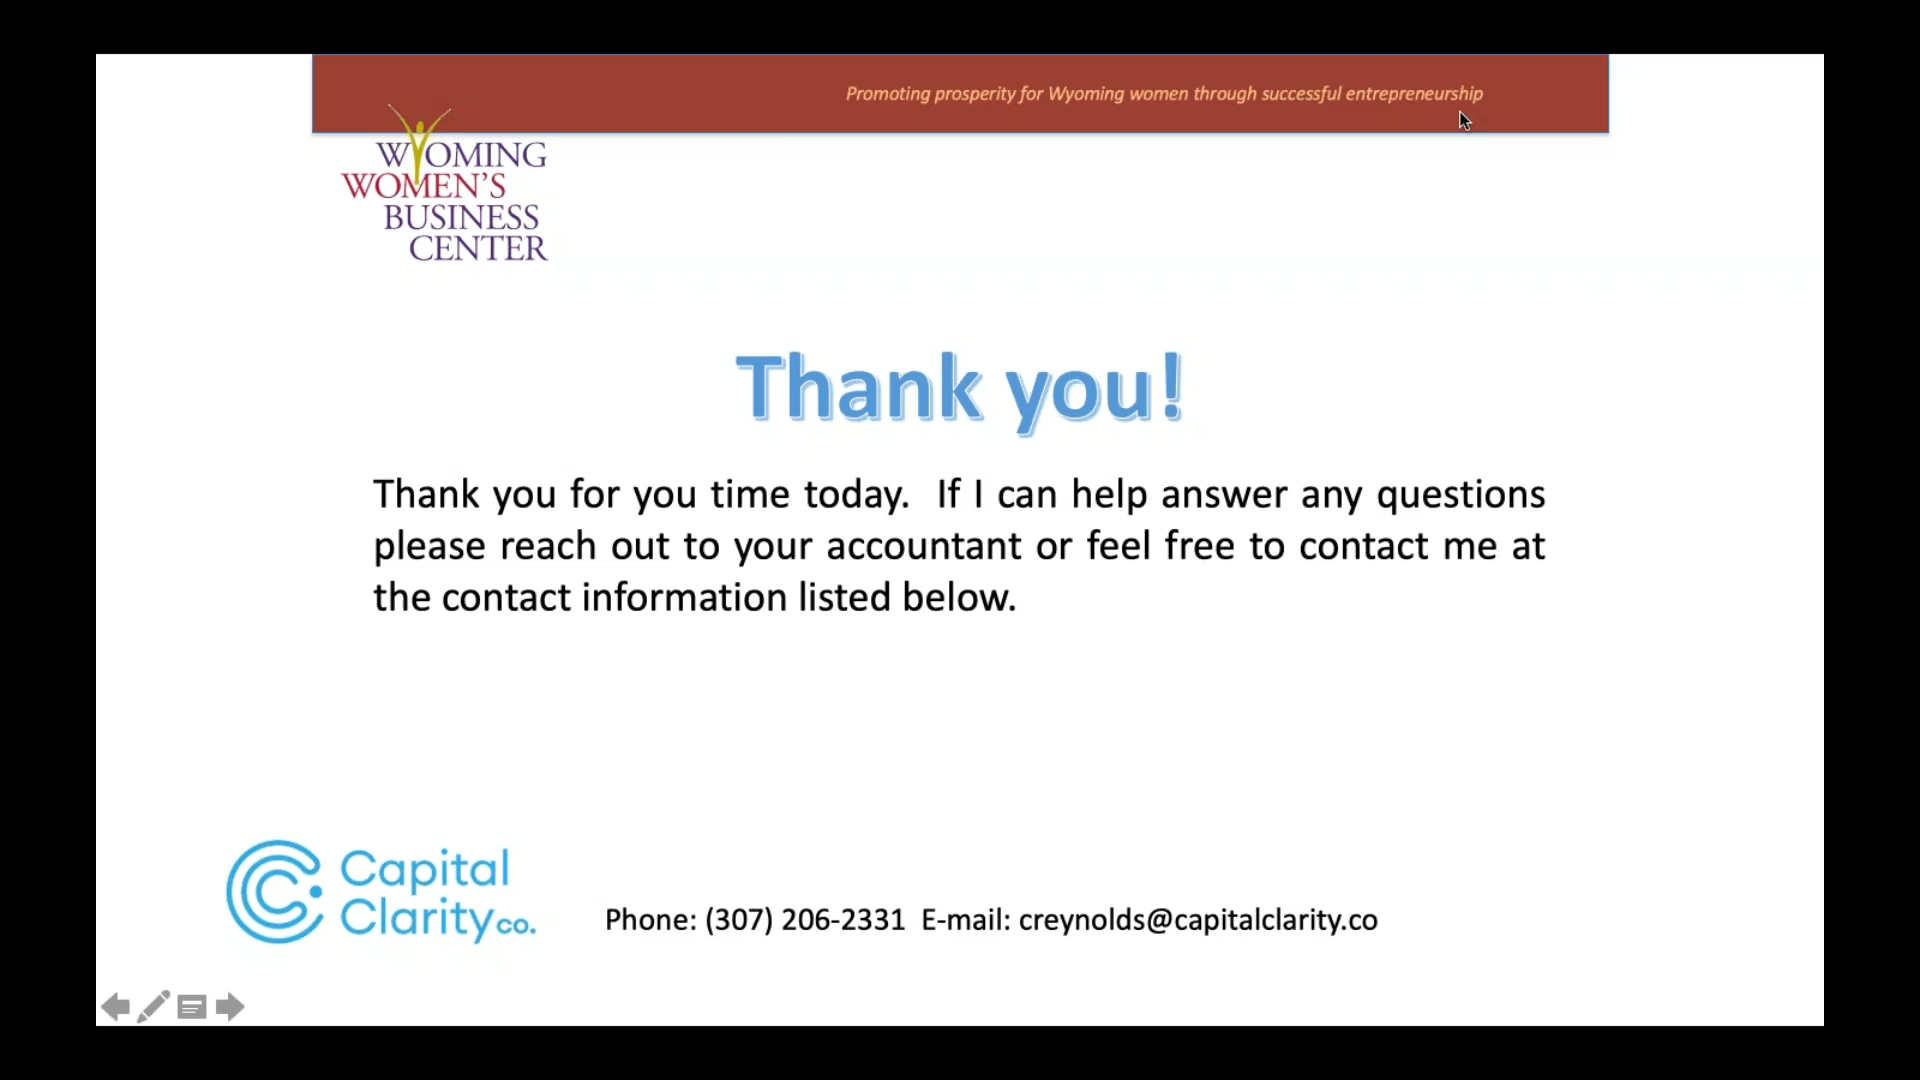 Promoting prosperity for Wyoming women through successful entrepreneurship
WYOMING
WOMEN'S
BUSINESS
CENTER
Thank you!
Thank you for you time today.  If I can help answer any questions
please reach out to your accountant or feel free to contact me at
the contact information listed below.
Capital
Clarity co.
Phone: (307) 206-2331  E-mail: creynolds@capitalclarity.co